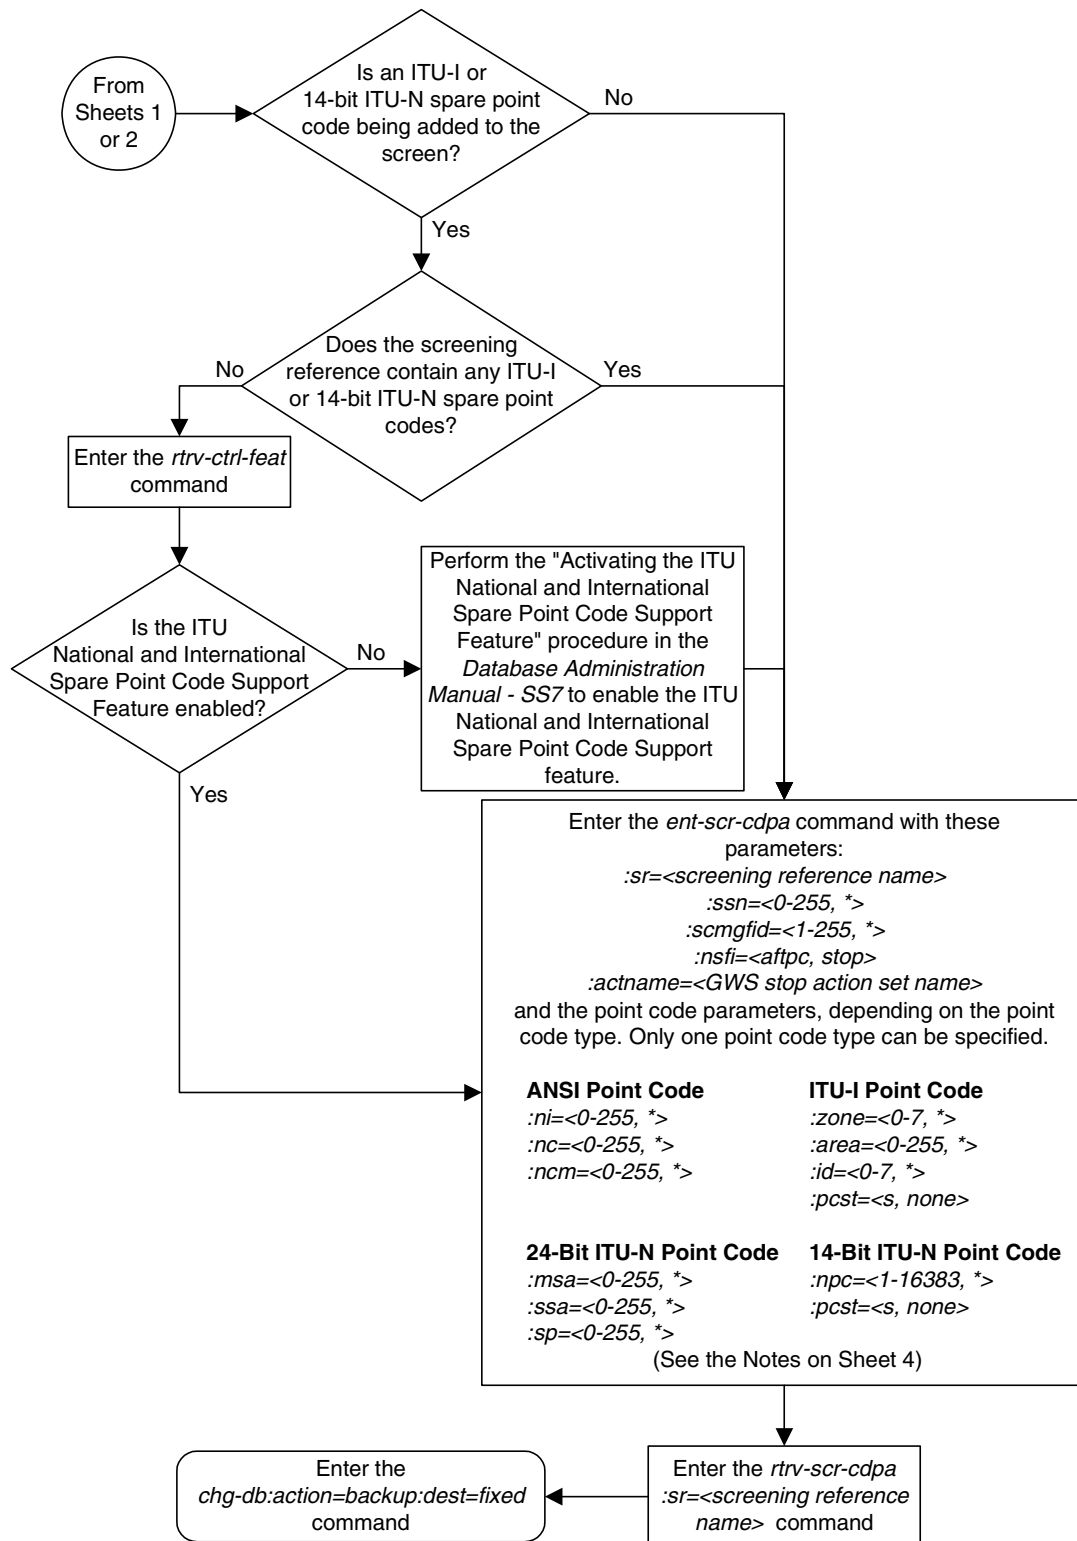 From
Sheets 1
or 2
Is an ITU-I or
14-bit ITU-N spare point
code being added to the
screen?
No
Yes
Does the screening
reference contain any ITU-I
or 14-bit ITU-N spare point
codes?
No
Yes
Enter the rtrv-ctrl-feat
command
Is the ITU
National and International
Spare Point Code Support
Feature enabled?
No
Yes
Perform the "Activating the ITU
National and International
Spare Point Code Support
Feature" procedure in the
Database Administration
Manual - SS7 to enable the ITU
National and International
Spare Point Code Support
feature.
Enter the ent-scr-cdpa command with these
parameters:
:sr=<screening reference name>
:ssn=<0-255, *>
:scmgfid=<1-255, *>
:nsfi=<aftpc, stop>
:actname=<GWS stop action set name>
and the point code parameters, depending on the point
code type. Only one point code type can be specified.
ANSI Point Code
:ni=<0-255, *>
:nc=<0-255, *>
:ncm=<0-255, *>
ITU-I Point Code
:zone=<0-7, *>
:area=<0-255, *>
:id=<0-7, *>
:pcst=<s, none>
24-Bit ITU-N Point Code
:msa=<0-255, *>
:ssa=<0-255, *>
:sp=<0-255, *>
14-Bit ITU-N Point Code
:npc=<1-16383, *>
:pcst=<s, none>
(See the Notes on Sheet 4)
Enter the rtrv-scr-cdpa
:sr=<screening reference
name> command
Enter the
chg-db:action=backup:dest=fixed
command